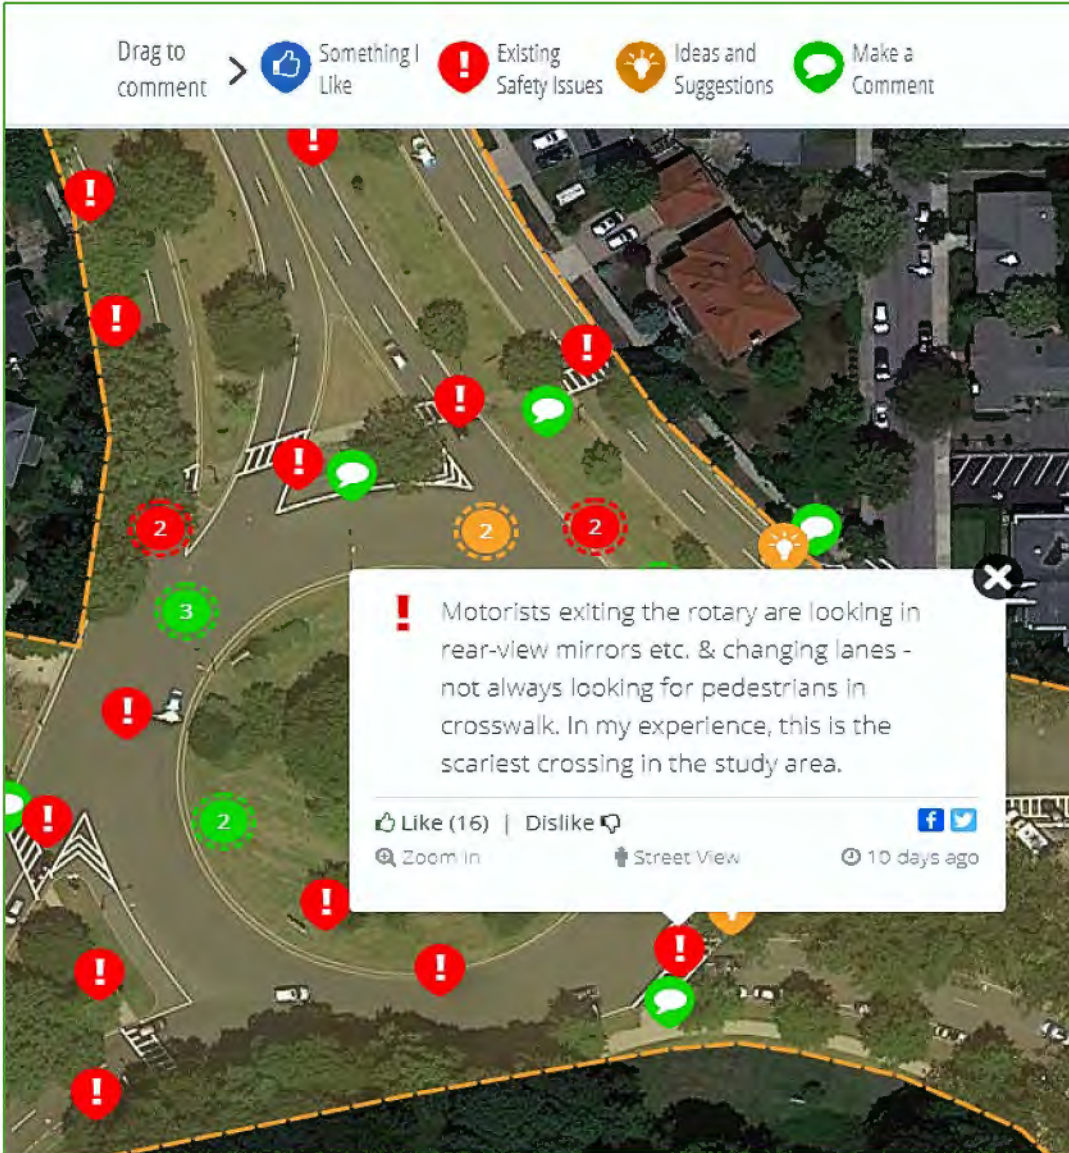 Drag to
comment
Something I
Like
Existing
Safety Issues
Ideas and
Suggestions
Make a
Comment
2
2
2
3
Motorists exiting the rotary are looking in
rear-view mirrors etc. & changing lanes -
not always looking for pedestrians in
crosswalk. In my experience, this is the
scariest crossing in the study area.
Like (16) | Dislike
Zoom in
Street View
10 days ago
2